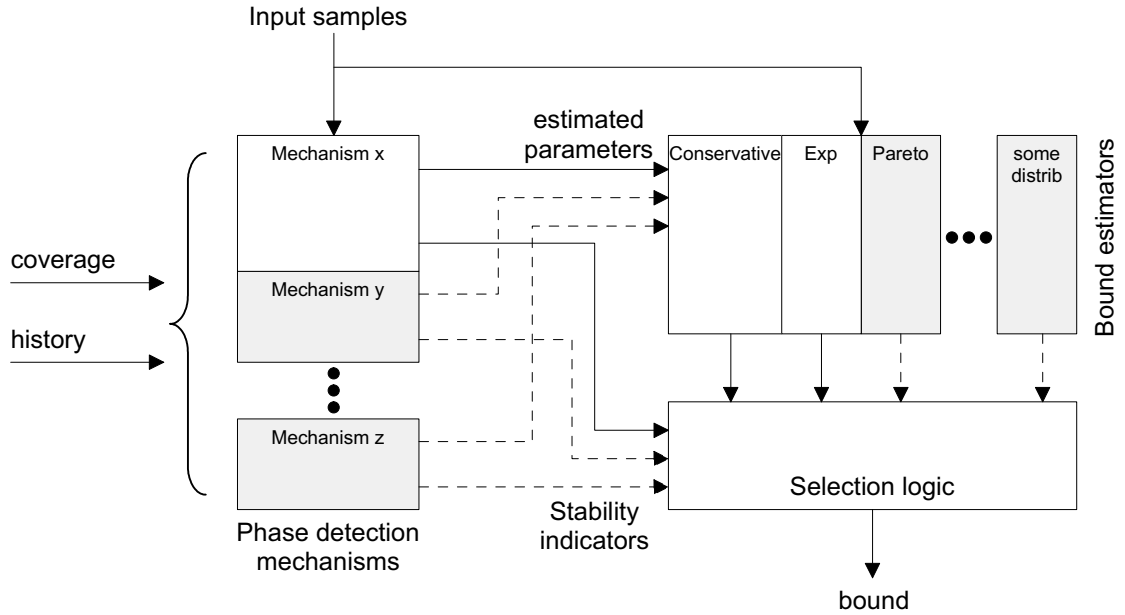 Input samples
estimated
parameters
Mechanism x
Conservative
Exp
Pareto
some
distrib
Bound estimators
coverage
Mechanism y
history
Mechanism z
Selection logic
Stability
indicators
Phase detection
mechanisms
bound